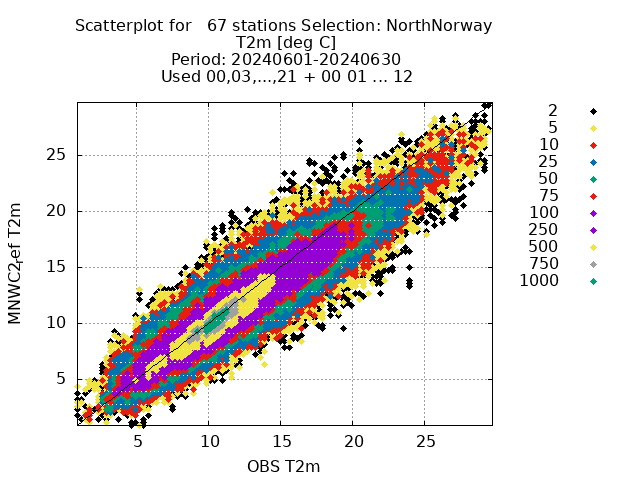 Scatterplot for 67 stations Selection: NorthNorway
T2m [deg C]
Period: 20240601-20240630
Used 00,03,...,21 + 00 01 ... 12
2
5
10
25
50
75
100
250
500
750
1000
25
20
15
10
5
5 10 15 20 25
OBS T2m